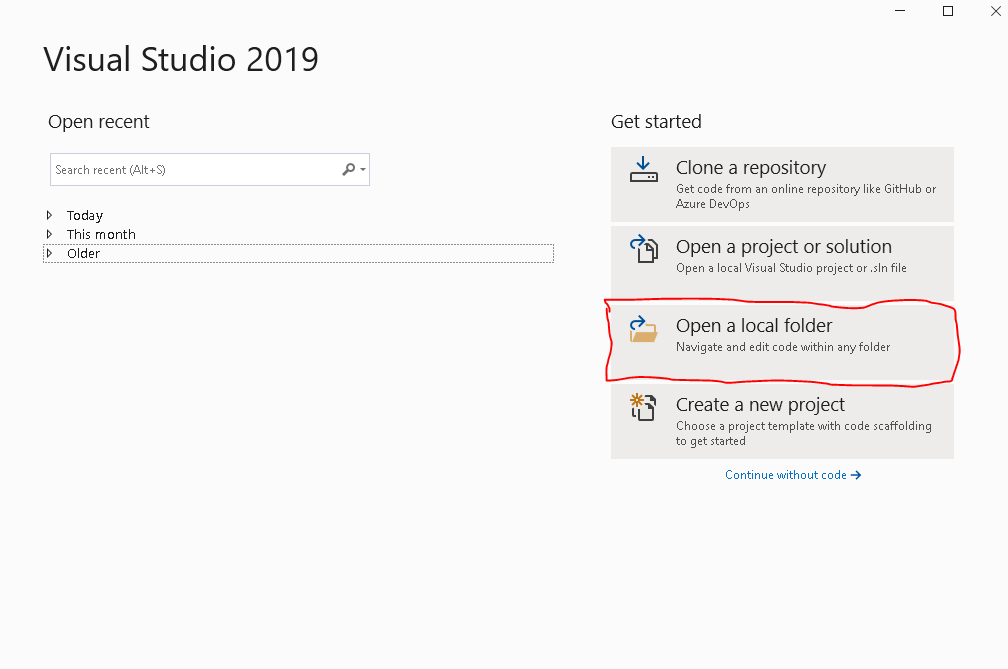 Visual Studio 2019
Open recent
Search recent (Alt+S)
Today
This month
Older
Get started
Clone a repository
Get code from an online repository like GitHub or
Azure DevOps
Open a project or solution
Open a local Visual Studio project or .sln file
Open a local folder
Navigate and edit code within any folder
Create a new project
Choose a project template with code scaffolding
to get started
Continue without code →